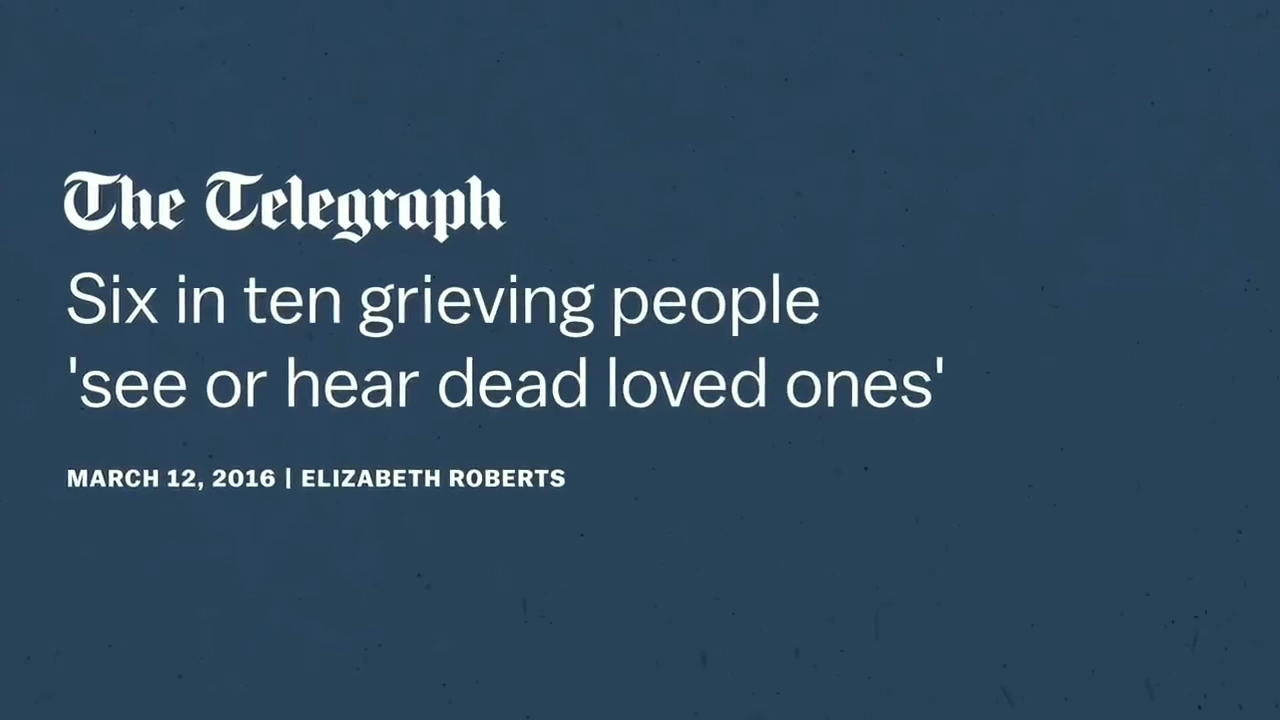 The Telegraph
Six in ten grieving people
'see or hear dead loved ones'
MARCH 12, 2016 | ELIZABETH ROBERTS